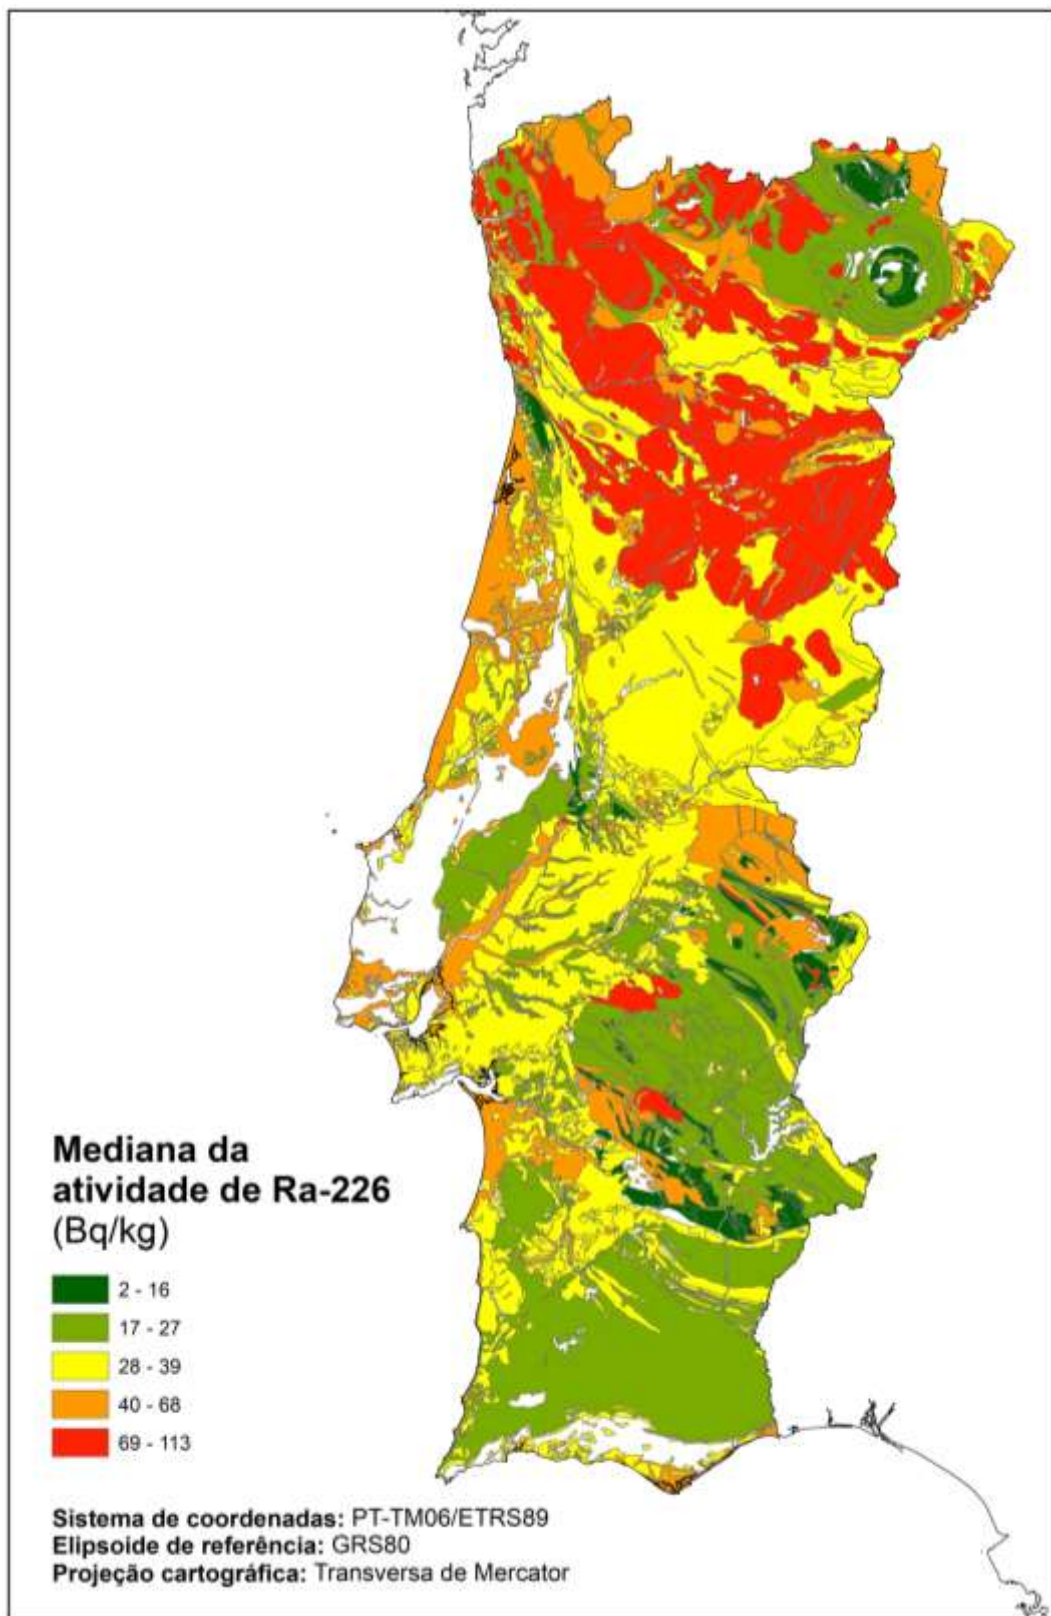 Mediana da
atividade de Ra-226
(Bq/kg)
2 - 16
17 - 27
28 - 39
40 - 68
69 - 113
Sistema de coordenadas: PT-TM06/ETRS89
Elipsoide de referência: GRS80
Projeção cartográfica: Transversa de Mercator